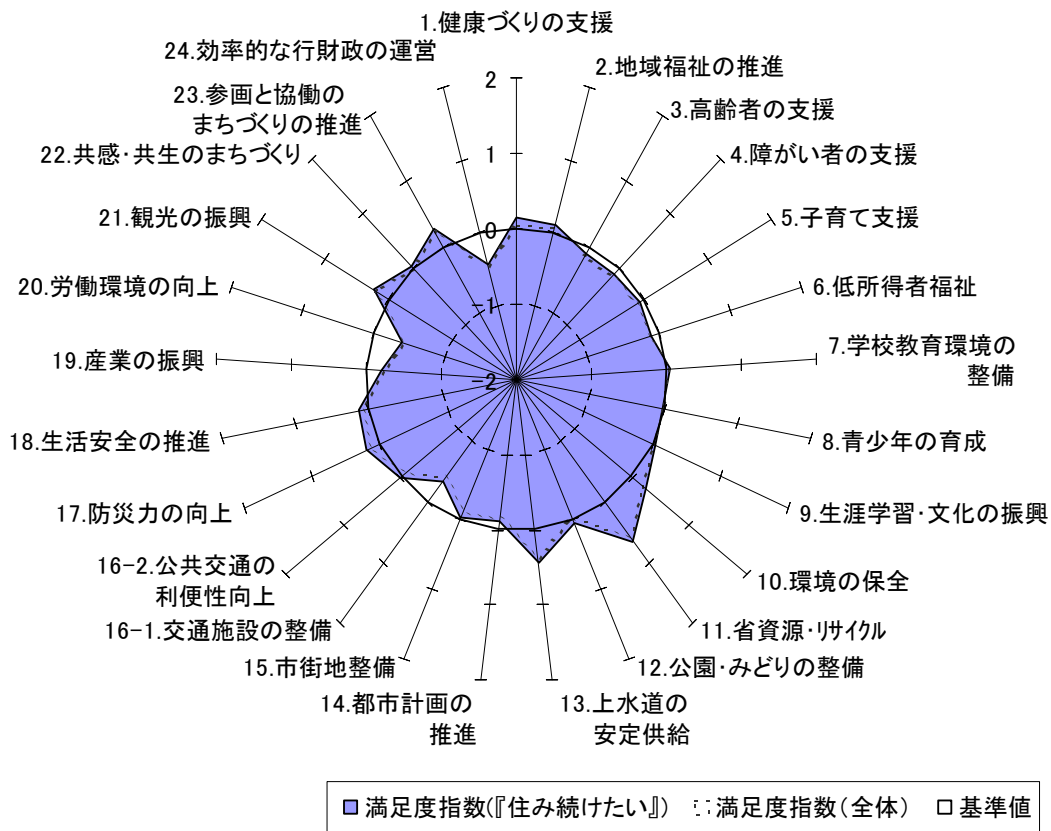 1.健康づくりの支援
2.地域福祉の推進
3.高齢者の支援
4.障がい者の支援
5.子育て支援
6.低所得者福祉
7.学校教育環境の
整備
8.青少年の育成
9.生涯学習･文化の振興
10.環境の保全
11.省資源･リサイクル
12.公園･みどりの整備
13.上水道の
安定供給
14.都市計画の
推進
15.市街地整備
16-1.交通施設の整備
16-2.公共交通の
利便性向上
17.防災力の向上
18.生活安全の推進
19.産業の振興
20.労働環境の向上
21.観光の振興
22.共感･共生のまちづくり
23.参画と協働の
まちづくりの推進
24.効率的な行財政の運営
2
1
0
-1
-2
満足度指数(『住み続けたい』)
満足度指数(全体)
基準値